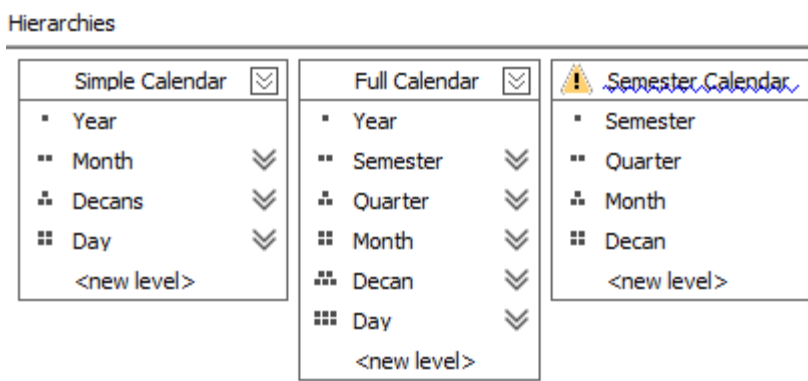 Hierarchies
Simple Calendar
Year
Month
Decans
Day
<new level>
Full Calendar
Year
Semester
Quarter
Month
Decan
Day
<new level>
Semester Calendar
Semester
Quarter
Month
Decan
<new level>